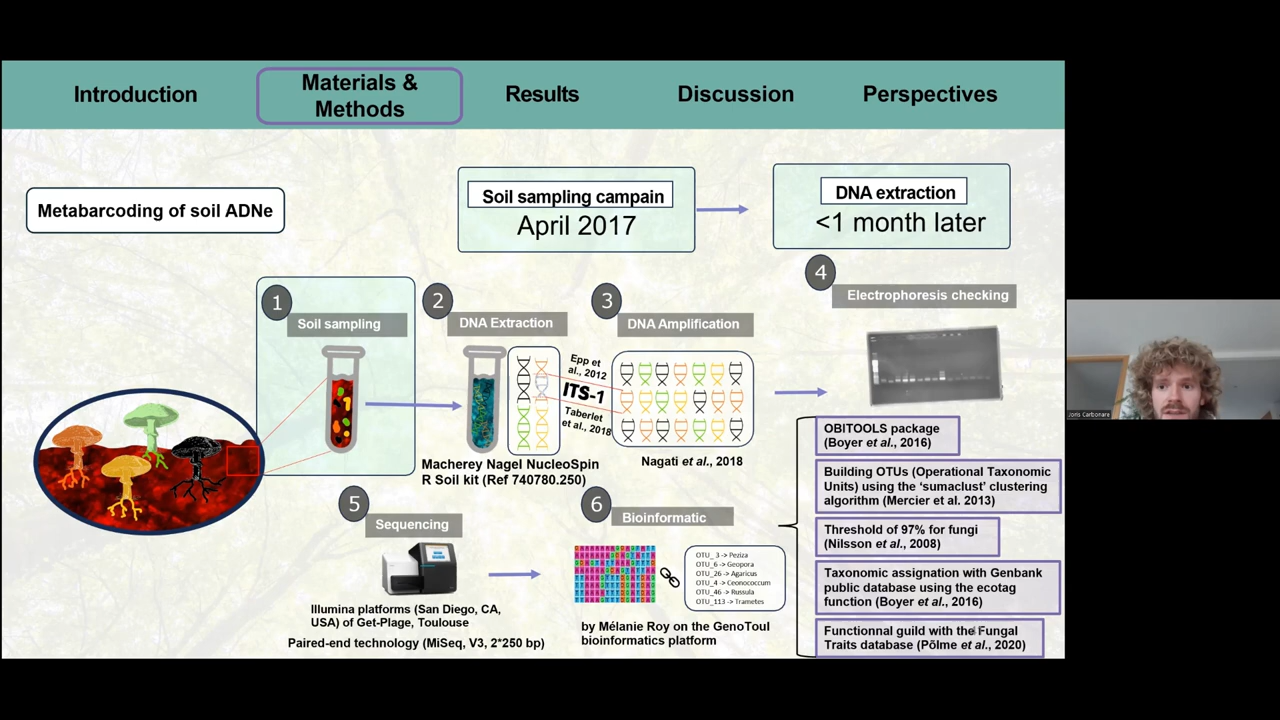 Introduction
Materials &
Methods
Results
Discussion
Perspectives
Metabarcoding of soil ADNe
Soil sampling campain
April 2017
DNA extraction
<1 month later
1
Soil sampling
2
DNA Extraction
3
DNA Amplification
4
Electrophoresis checking
Epp et
al., 2012
ITS-1
Taberlet
et al., 2018
Macherey Nagel NucleoSpin
R Soil kit (Ref 740780.250)
Nagati et al., 2018
5
Sequencing
Illumina platforms (San Diego, CA,
USA) of Get-Plage, Toulouse
Paired-end technology (MiSeq, V3, 2*250 bp)
6
Bioinformatic
OTU_ 3 -> Peziza
OTU_6 -> Geopora
OTU_26 -> Agaricus
OTU_4 -> Ceonococcum
OTU_46 -> Russula
OTU_113 -> Trametes
by Mélanie Roy on the GenoToul
bioinformatics platform
OBITOOLS package
(Boyer et al., 2016)
Building OTUs (Operational Taxonomic
Units) using the ‘sumaclust’ clustering
algorithm (Mercier et al. 2013)
Threshold of 97% for fungi
(Nilsson et al., 2008)
Taxonomic assignation with Genbank
public database using the ecotag
function (Boyer et al., 2016)
Functionnal guild with the Fungal
Traits database (Põlme et al., 2020)
Joris Carbonare